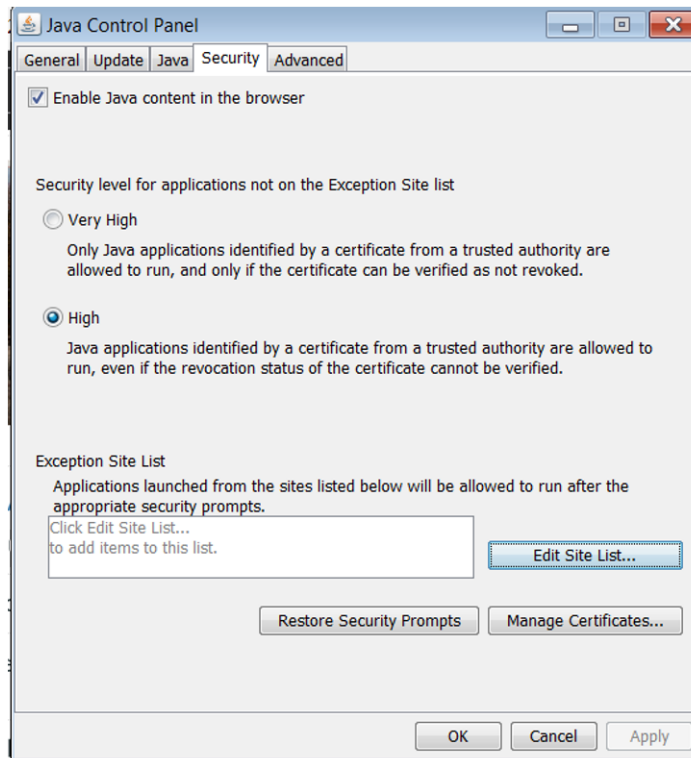 Java Control Panel
General Update Java Security Advanced
Enable Java content in the browser
Security level for applications not on the Exception Site list
Very High
Only Java applications identified by a certificate from a trusted authority are
allowed to run, and only if the certificate can be verified as not revoked.
High
Java applications identified by a certificate from a trusted authority are allowed to
run, even if the revocation status of the certificate cannot be verified.
Exception Site List
Applications launched from the sites listed below will be allowed to run after the
appropriate security prompts.
Click Edit Site List...
to add items to this list.
Edit Site List...
Restore Security Prompts Manage Certificates...
OK Cancel Apply